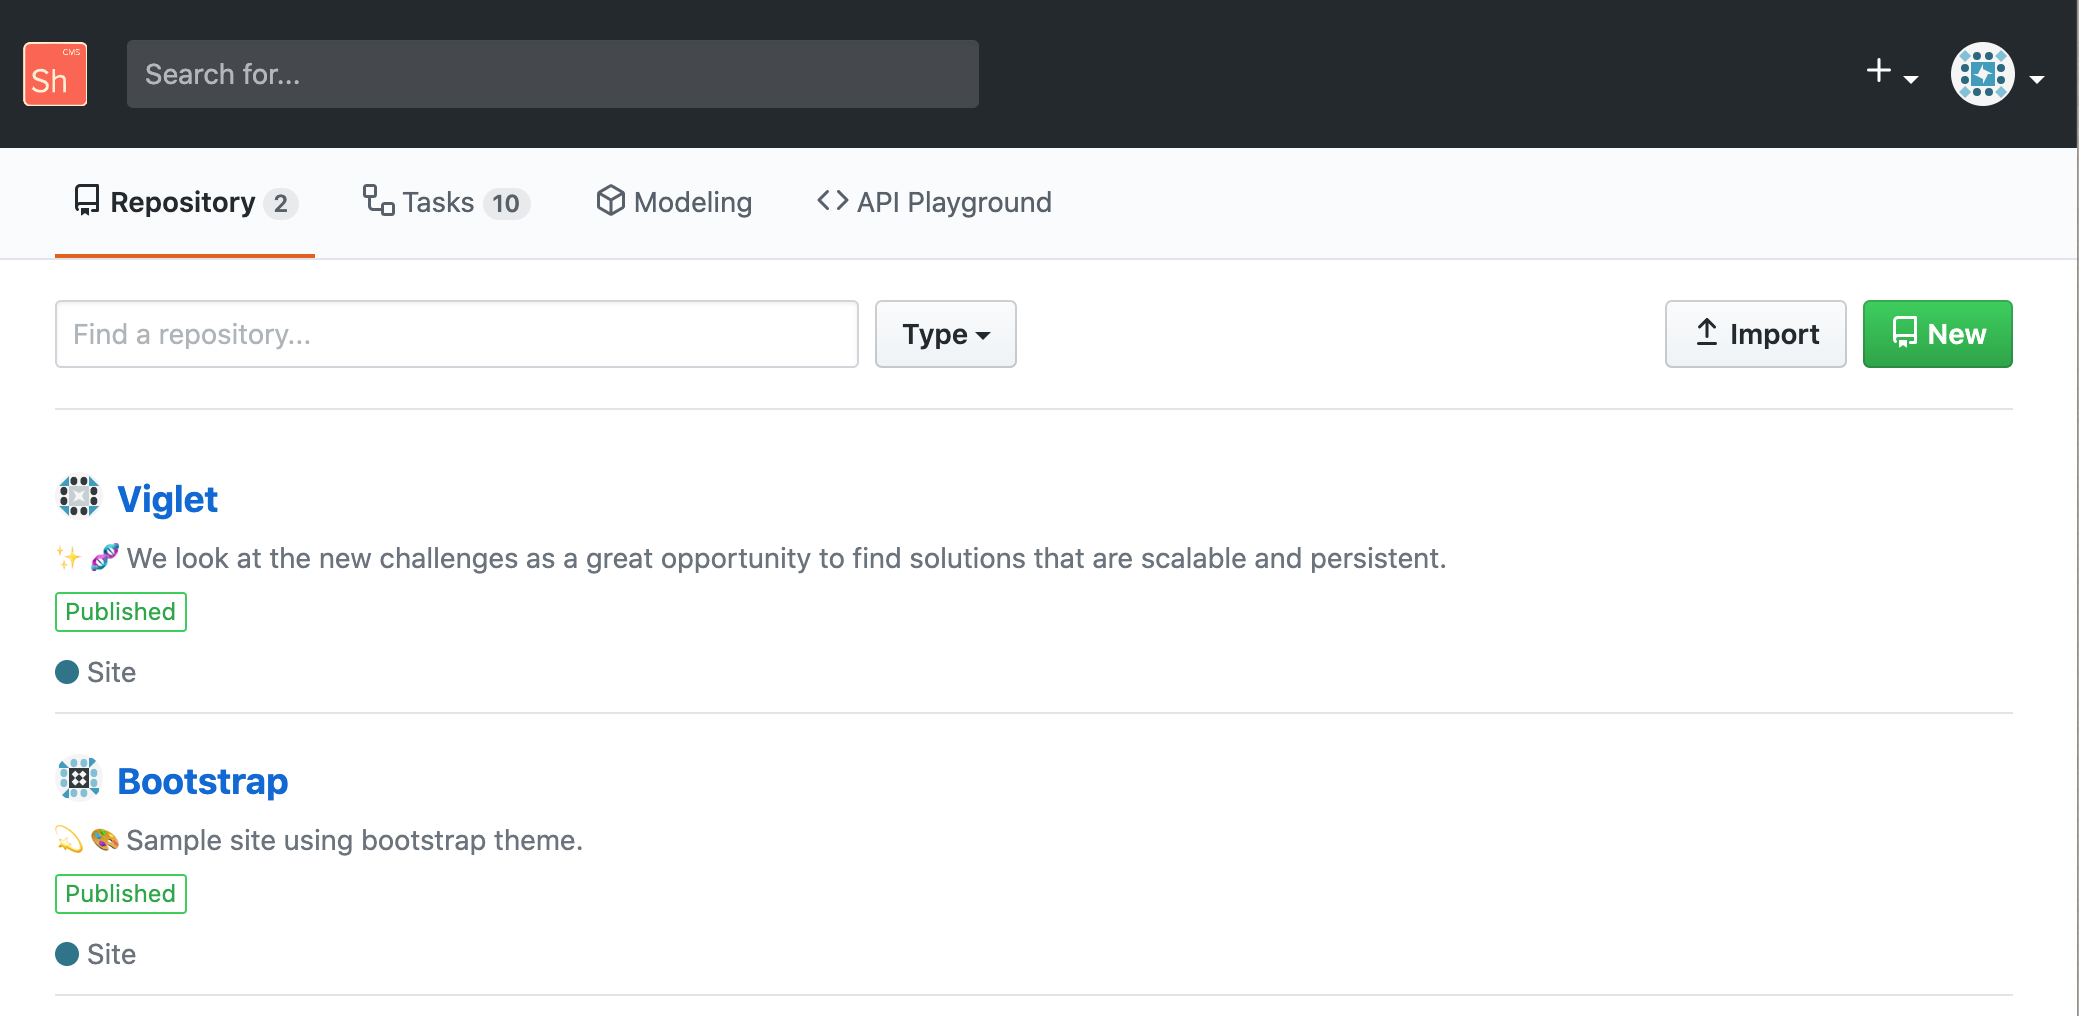 CMS
Sh
Search for...
Repository 2 Tasks 10 Modeling API Playground
Find a repository... Type Import New
Viglet
✨ 🧬 We look at the new challenges as a great opportunity to find solutions that are scalable and persistent.
Published
Site
Bootstrap
💫 🎨 Sample site using bootstrap theme.
Published
Site